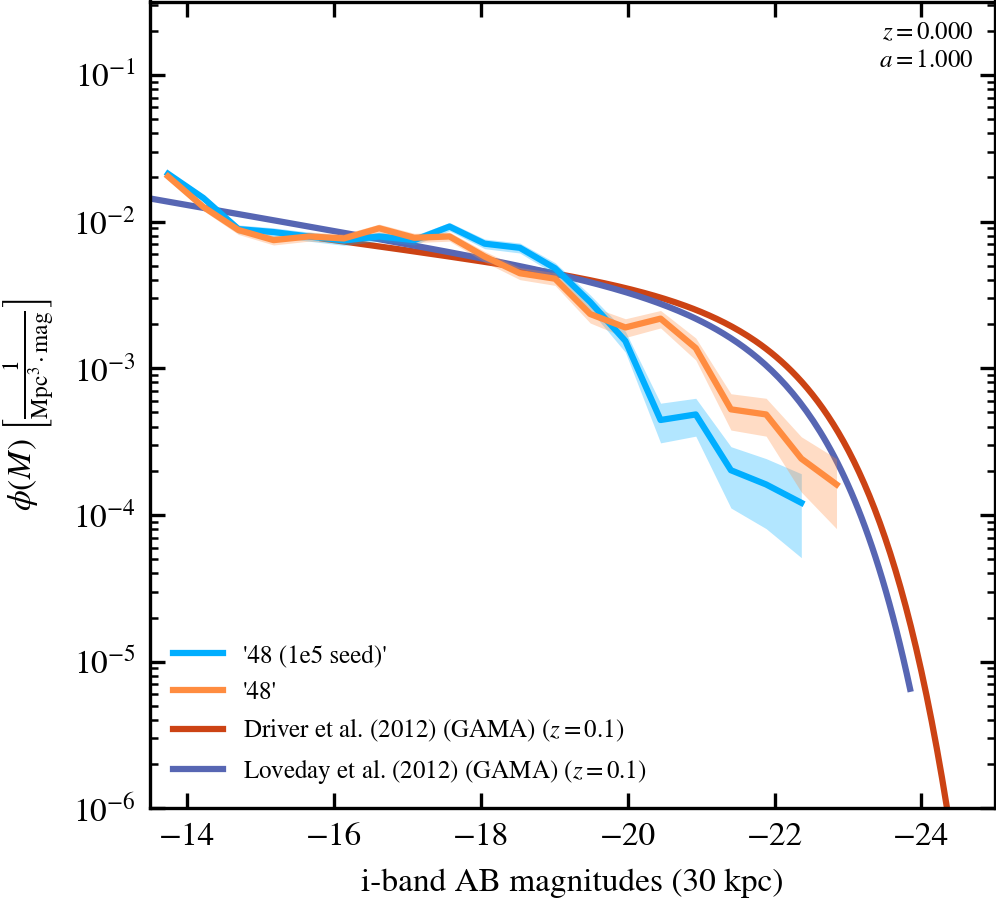 z = 0.000
a = 1.000
10⁻¹
10⁻²
10⁻³
10⁻⁴
10⁻⁵
10⁻⁶
ϕ(M) [1 / Mpc³ · mag]
'48 (1e5 seed)'
'48'
Driver et al. (2012) (GAMA) (z = 0.1)
Loveday et al. (2012) (GAMA) (z = 0.1)
−14 −16 −18 −20 −22 −24
i-band AB magnitudes (30 kpc)